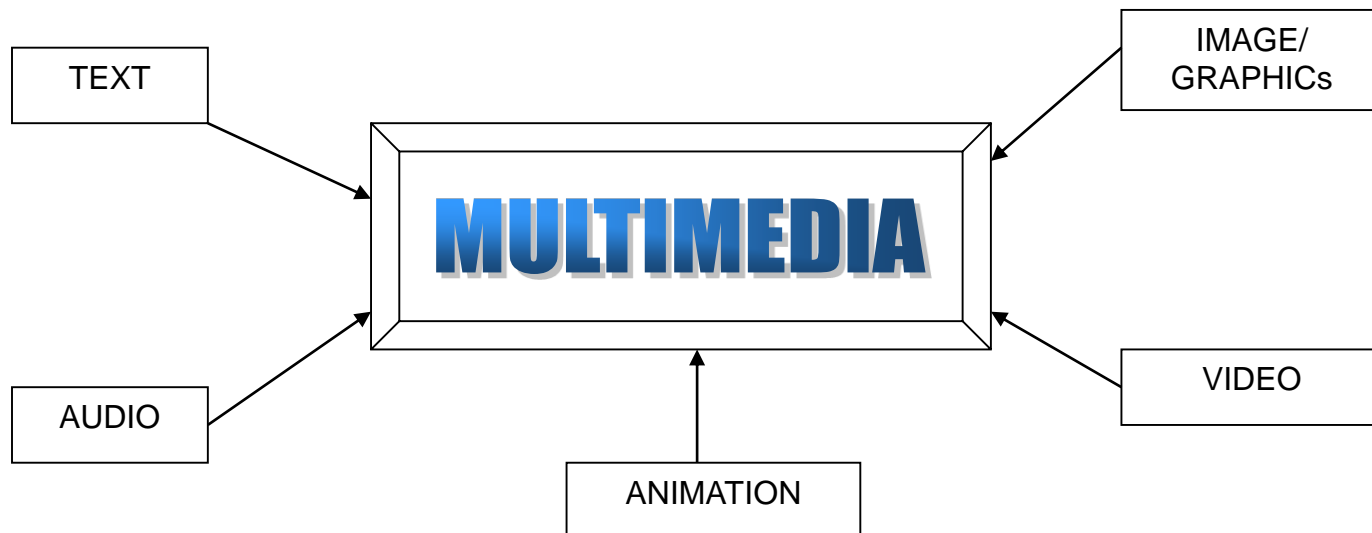 TEXT
IMAGE/
GRAPHICs
MULTIMEDIA
AUDIO
VIDEO
ANIMATION